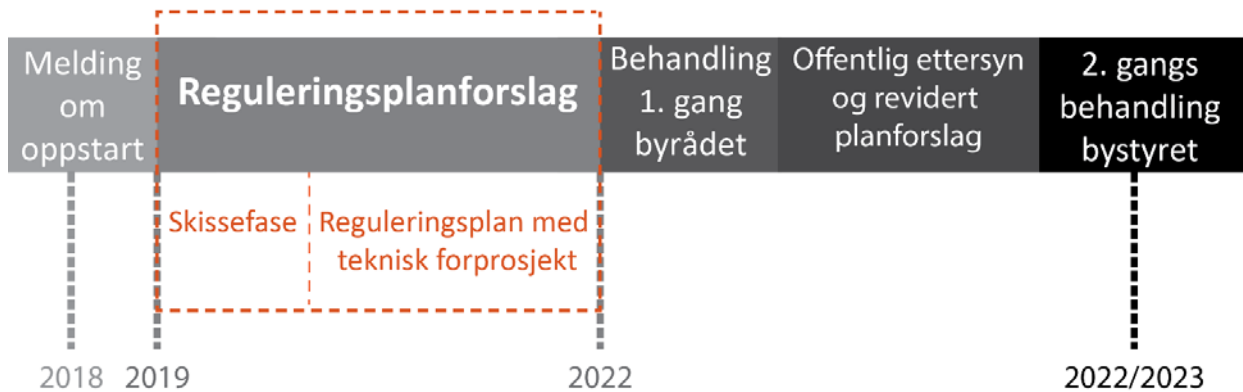 Melding
om
oppstart
Reguleringsplanforslag
Behandling
1. gang
byrådet
Offentlig ettersyn
og revidert
planforslag
2. gangs
behandling
bystyret
Skissefase
Reguleringsplan med
teknisk forprosjekt
2018
2019
2022
2022/2023